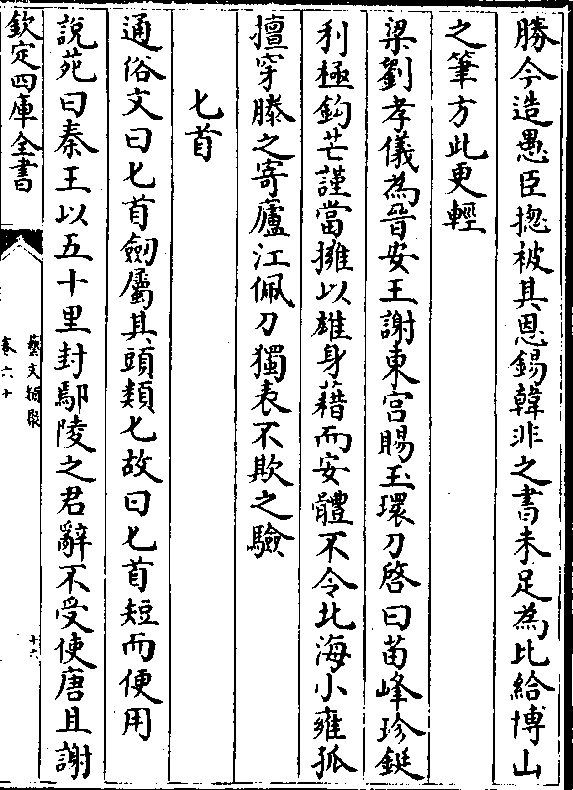 勝今造愚臣揔被其恩錫韓非之書未足為比給博山
之筆方此更輕
梁劉孝儀為晉安王謝東宮賜玉環刀啓曰苗峰珍鋌
利極鈎芒謹當擁以雄身藉而安體不令北海小雍孤
擅穿滕之寄廬江佩刀獨表不欺之驗
匕首
通俗文曰匕首劍屬其頭類匕故曰匕首短而便用
說苑曰秦王以五十里封鄢陵之君辭不受使唐且謝
欽定四庫全書
藝文類聚
卷六十
十六